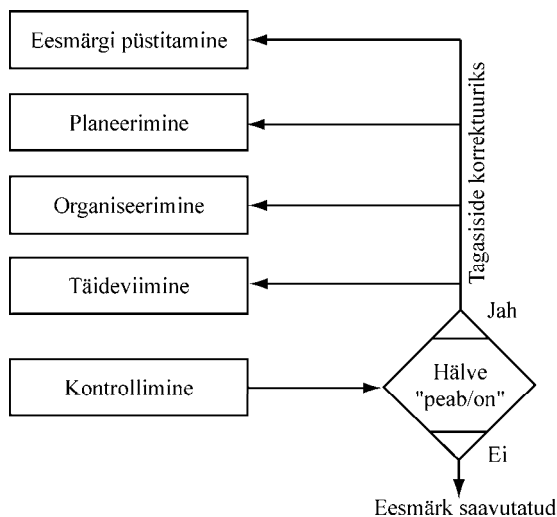 Eesmärgi püstitamine
Planeerimine
Organiseerimine
Täideviimine
Kontrollimine
Tagasiside korrektuuriks
Jah
Hälve
"peab/on"
Ei
Eesmärk saavutatud